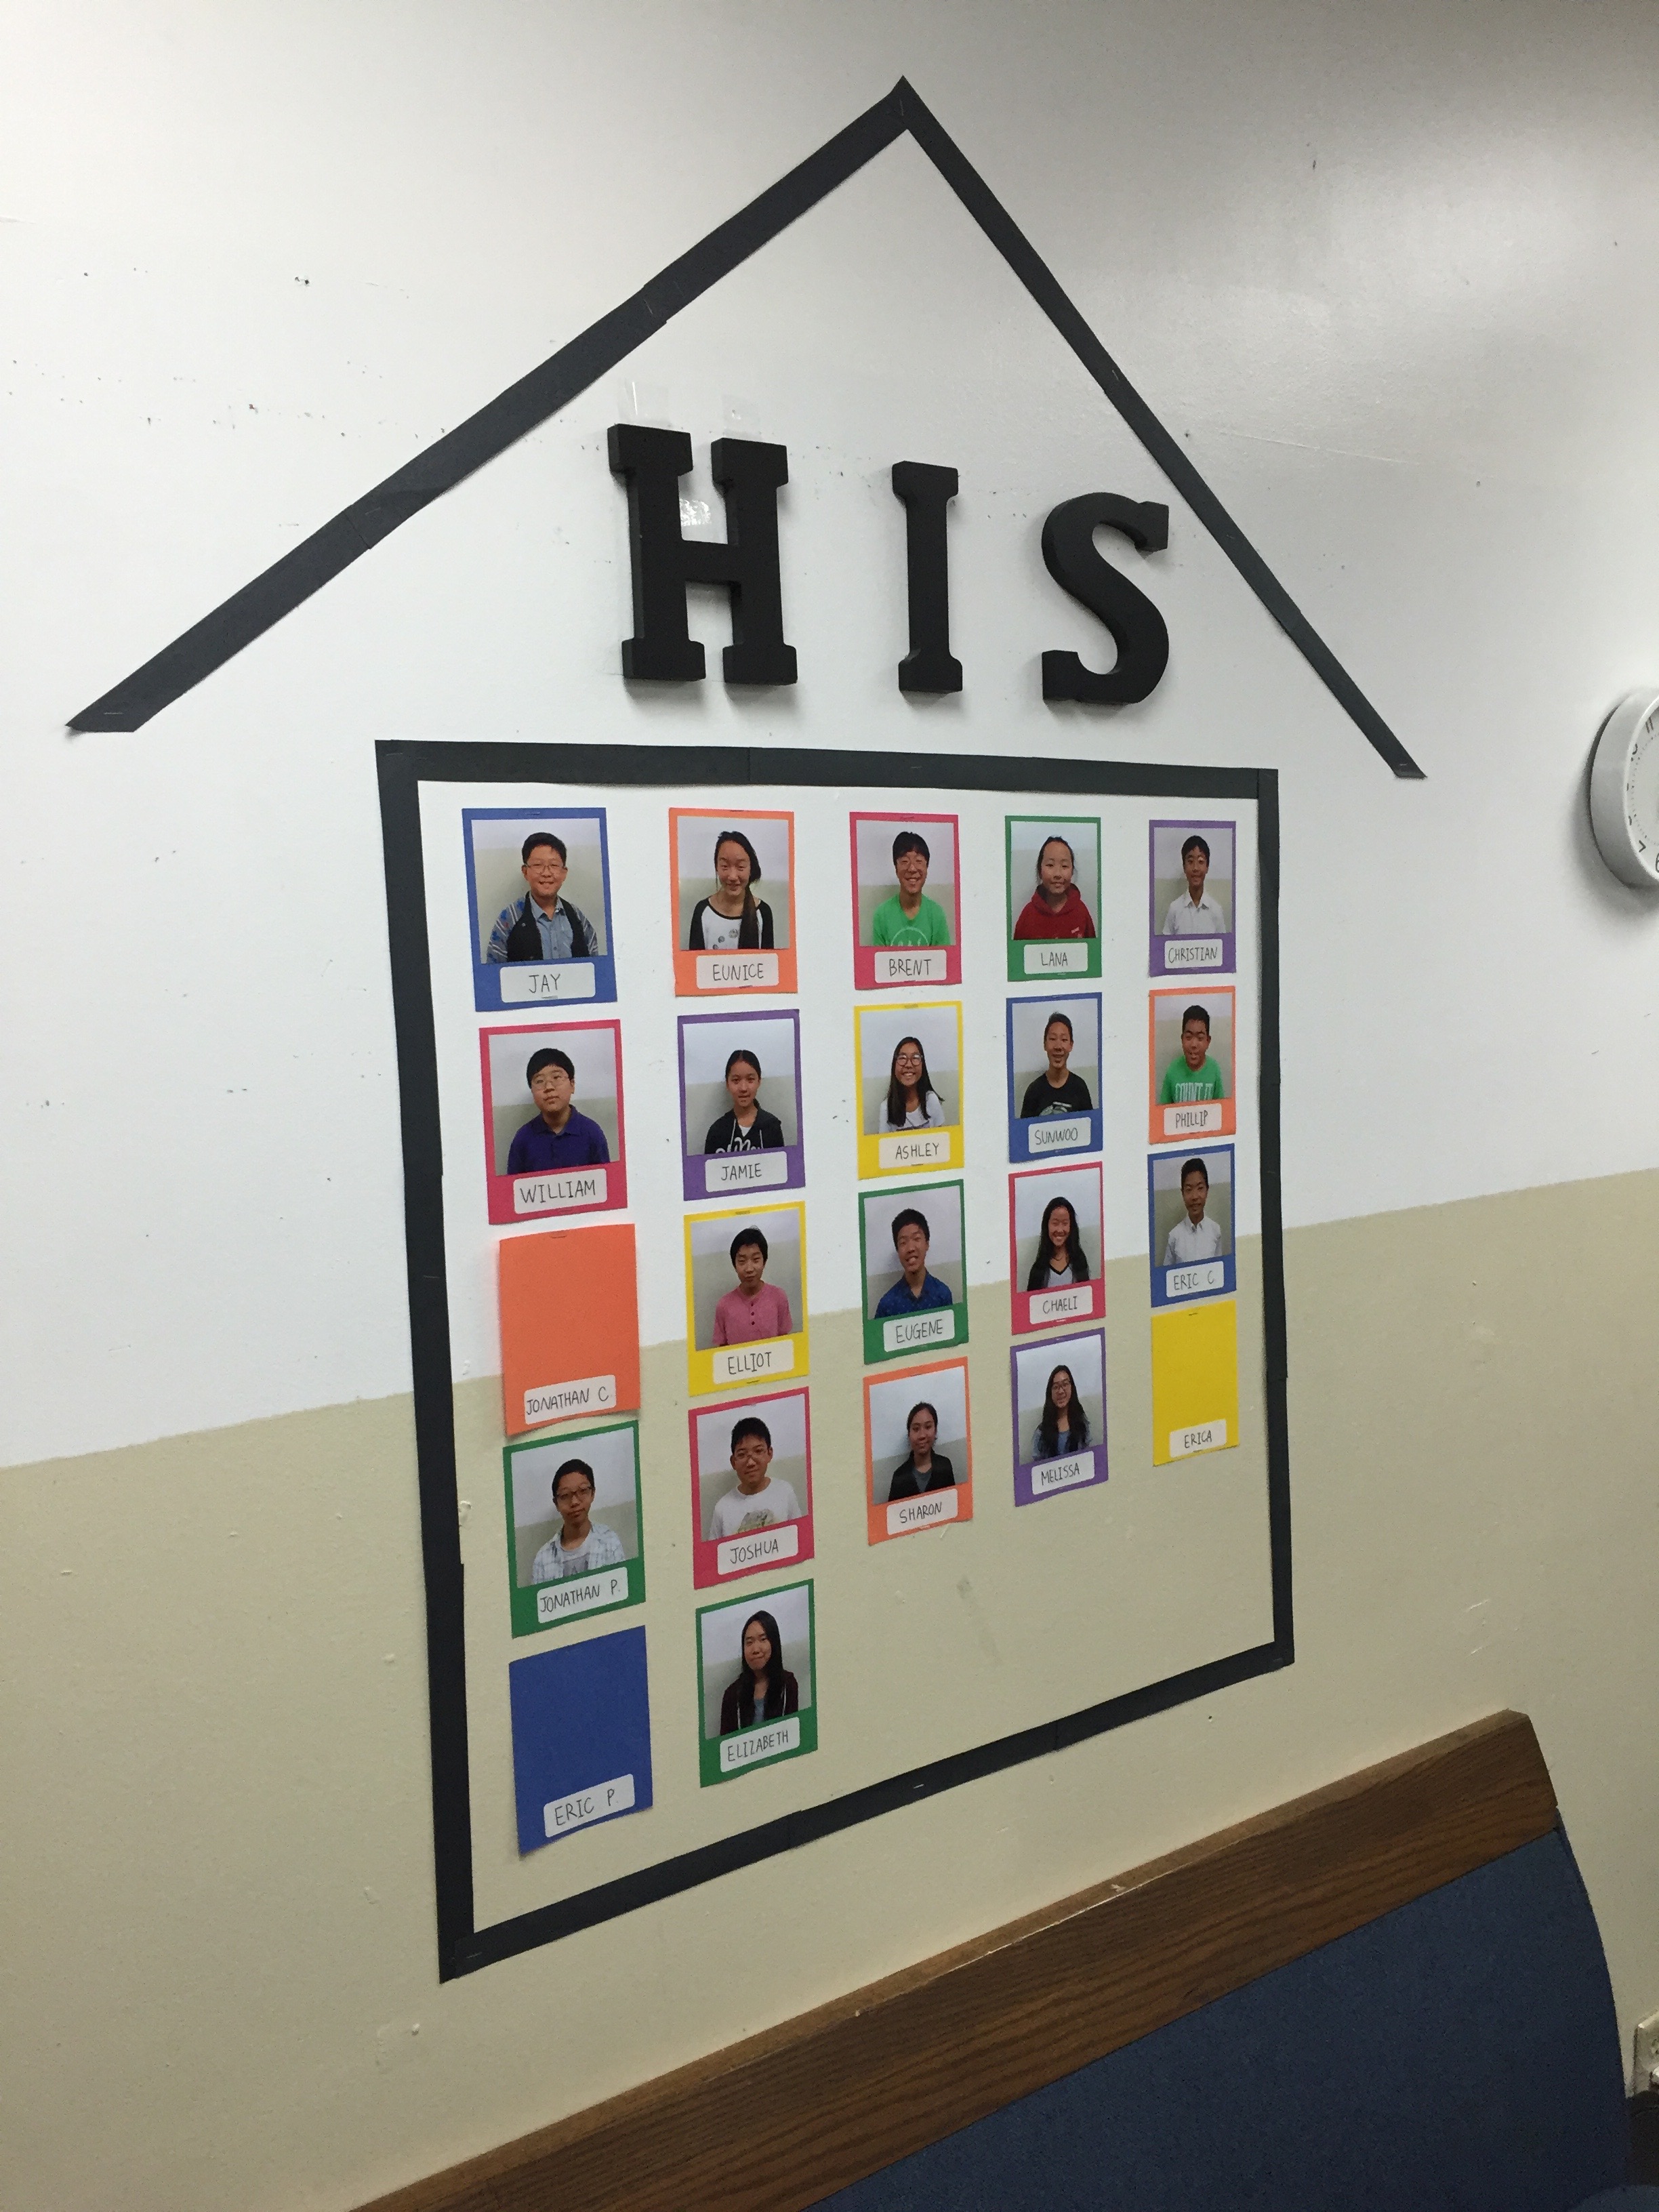 HIS
JAY
EUNICE
BRENT
LANA
CHRISTIAN
WILLIAM
JAMIE
ASHLEY
SUNWOO
PHILLIP
JONATHAN C
ELLIOT
EUGENE
CHAELI
ERIC C
JONATHAN P.
JOSHUA
SHARON
MELISSA
ERICA
ERIC P.
ELIZABETH